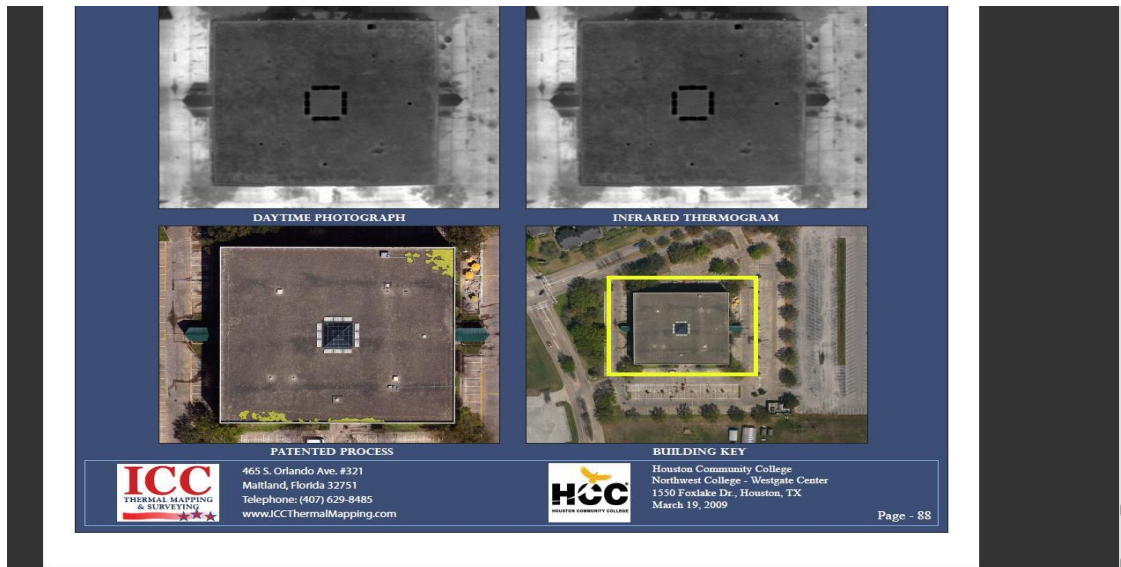 DAYTIME PHOTOGRAPH
INFRARED THERMOGRAM
PATENTED PROCESS
BUILDING KEY
ICC
THERMAL MAPPING
& SURVEYING
465 S. Orlando Ave. #321
Maitland, Florida 32751
Telephone: (407) 629-8485
www.ICCThermalMapping.com
HCC
HOUSTON COMMUNITY COLLEGE
Houston Community College
Northwest College - Westgate Center
1550 Foxlake Dr., Houston, TX
March 19, 2009
Page - 88